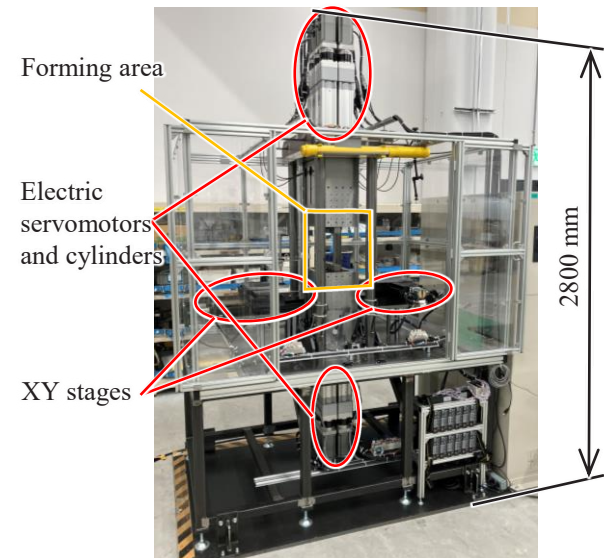 Forming area
Electric
servomotors
and cylinders
XY stages
2800 mm